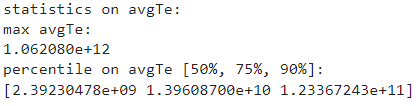 statistics on avgTe:
max avgTe:
1.062080e+12
percentile on avgTe [50%, 75%, 90%]:
[2.39230478e+09 1.39608700e+10 1.23367243e+11]